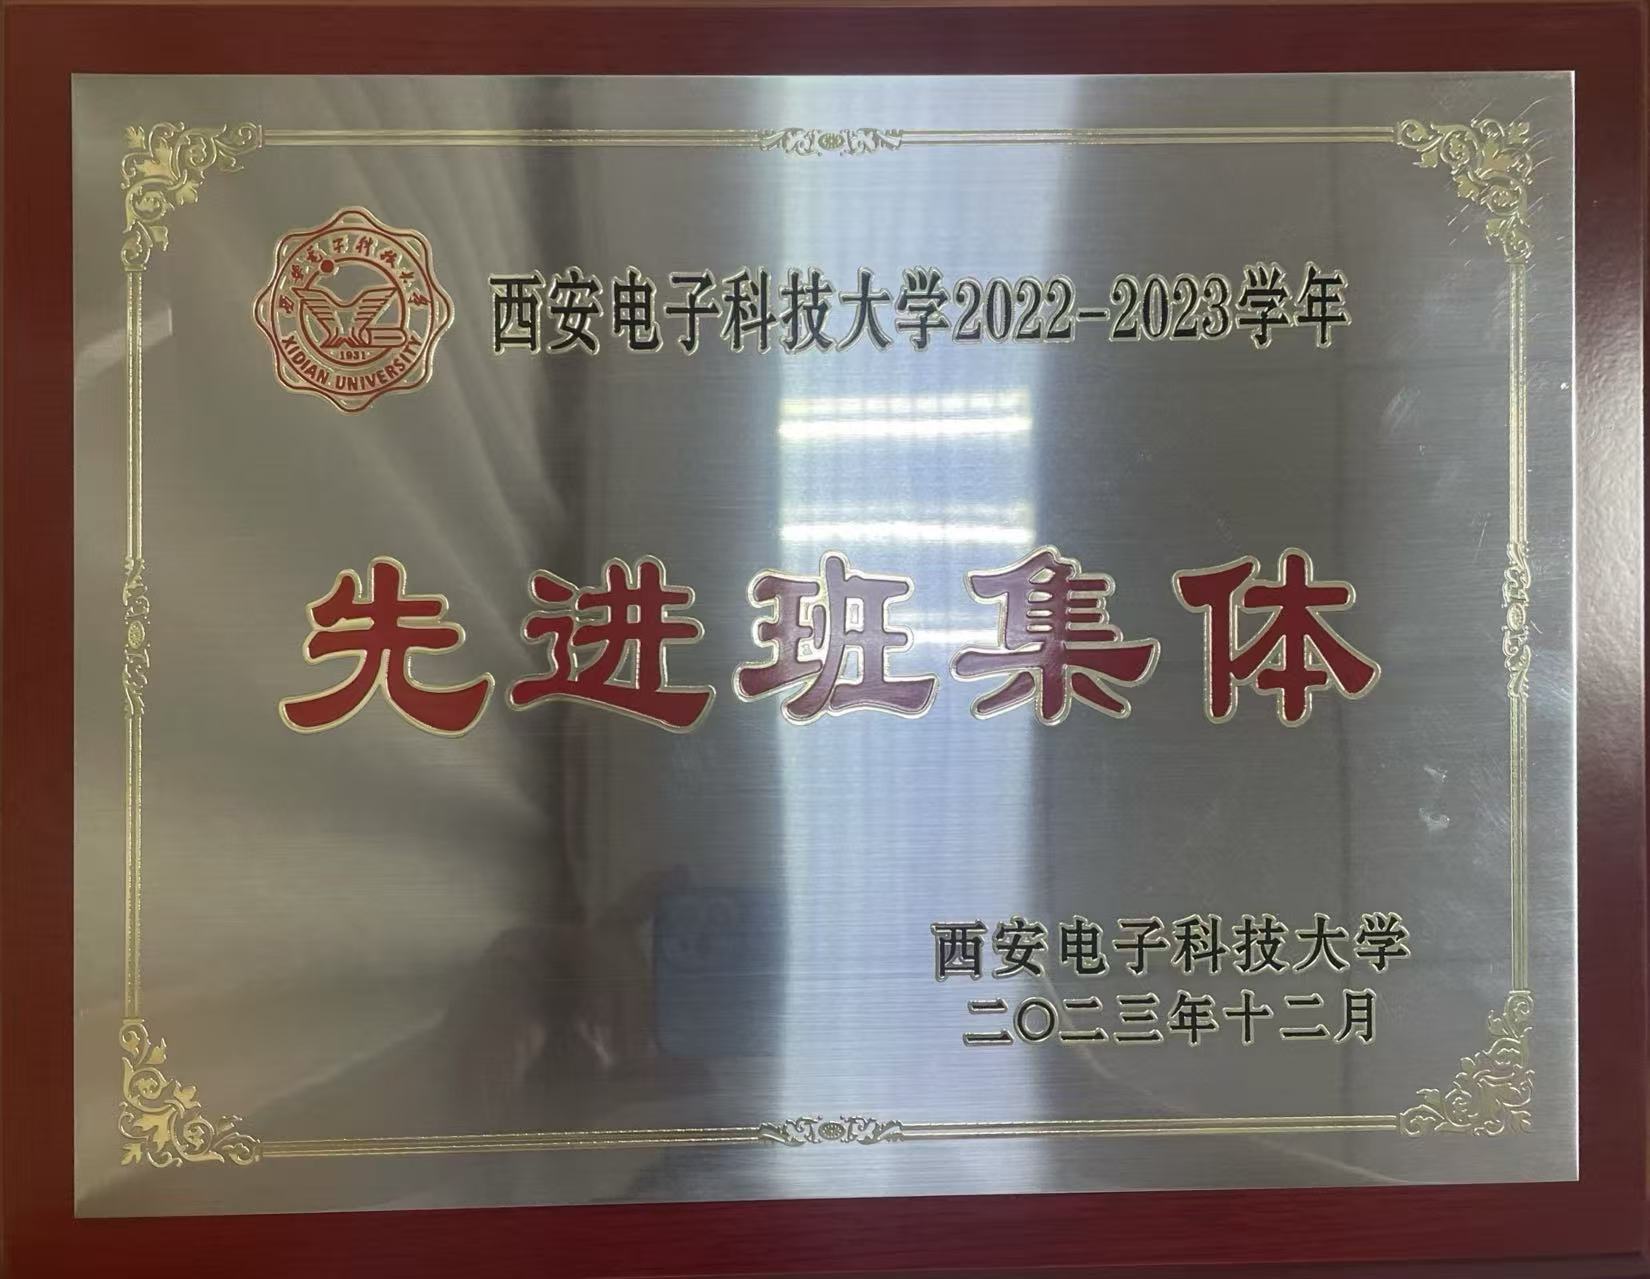 西安电子科技大学
1931
XIDIAN UNIVERSITY
西安电子科技大学2022-2023学年
先进班集体
西安电子科技大学
二〇二三年十二月